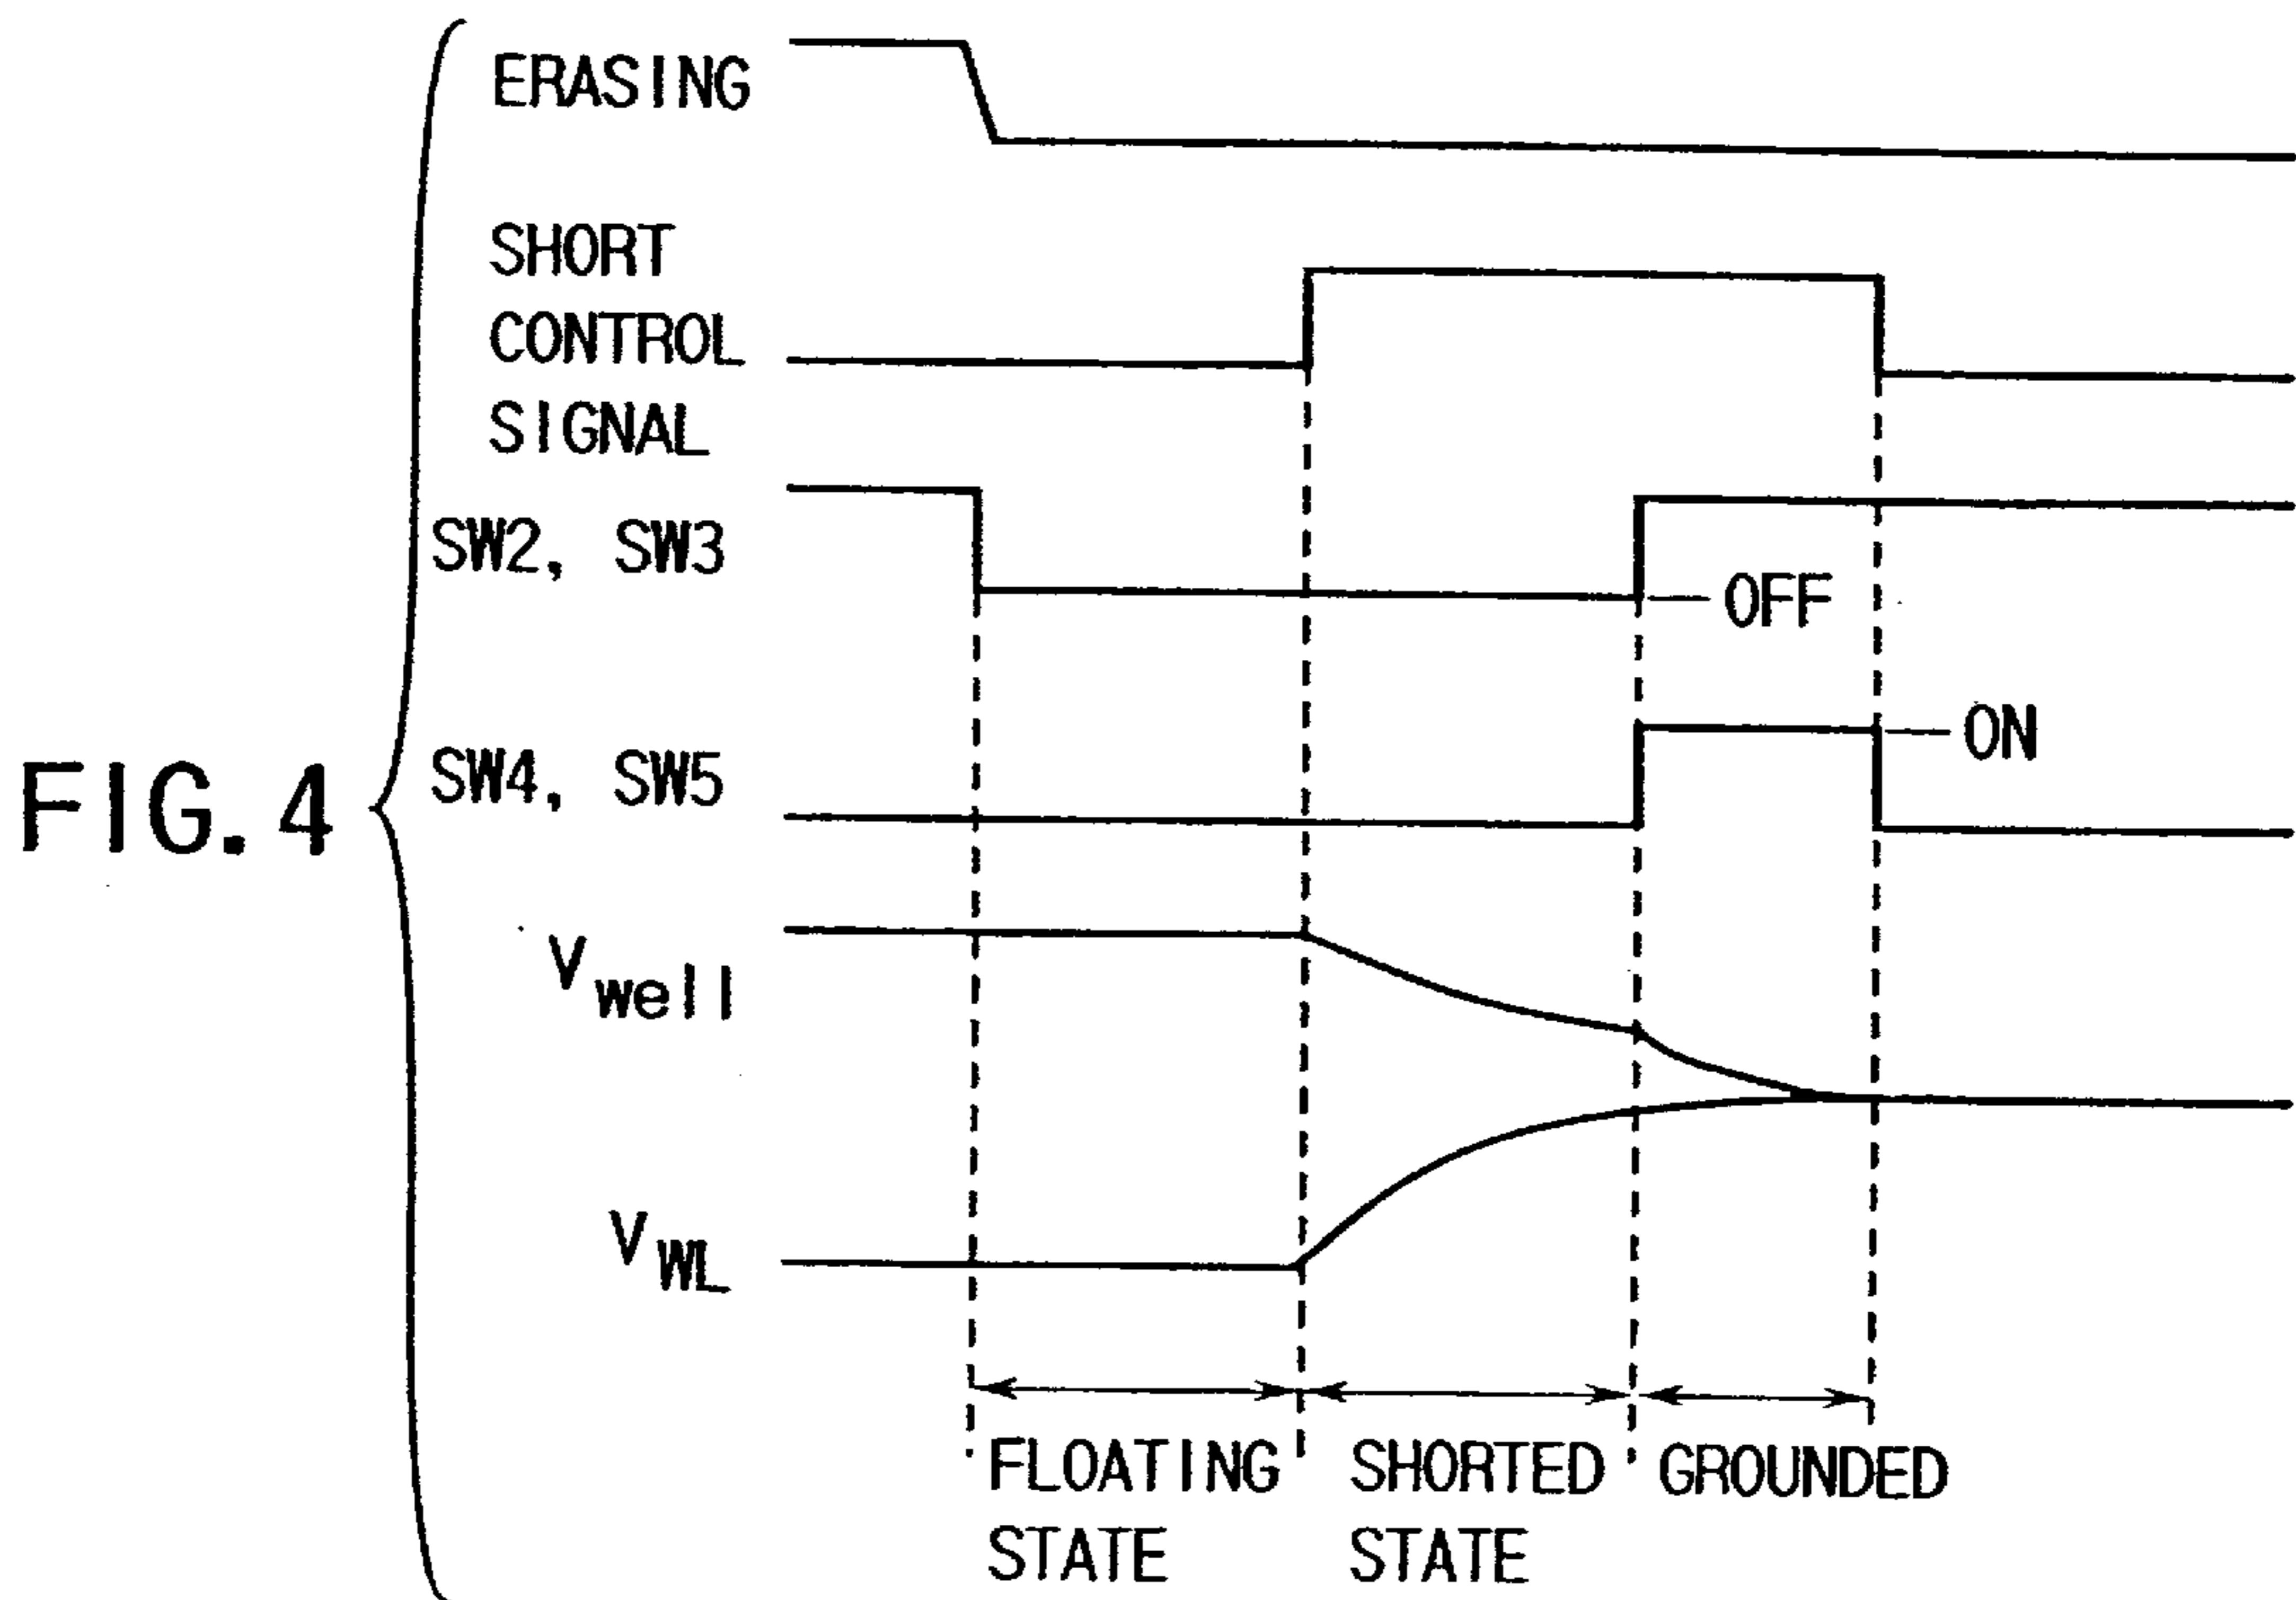 FIG. 4
ERASING
SHORT
CONTROL
SIGNAL
SW2, SW3
OFF
SW4, SW5
ON
Vwell
VWL
FLOATING
STATE
SHORTED
STATE
GROUNDED